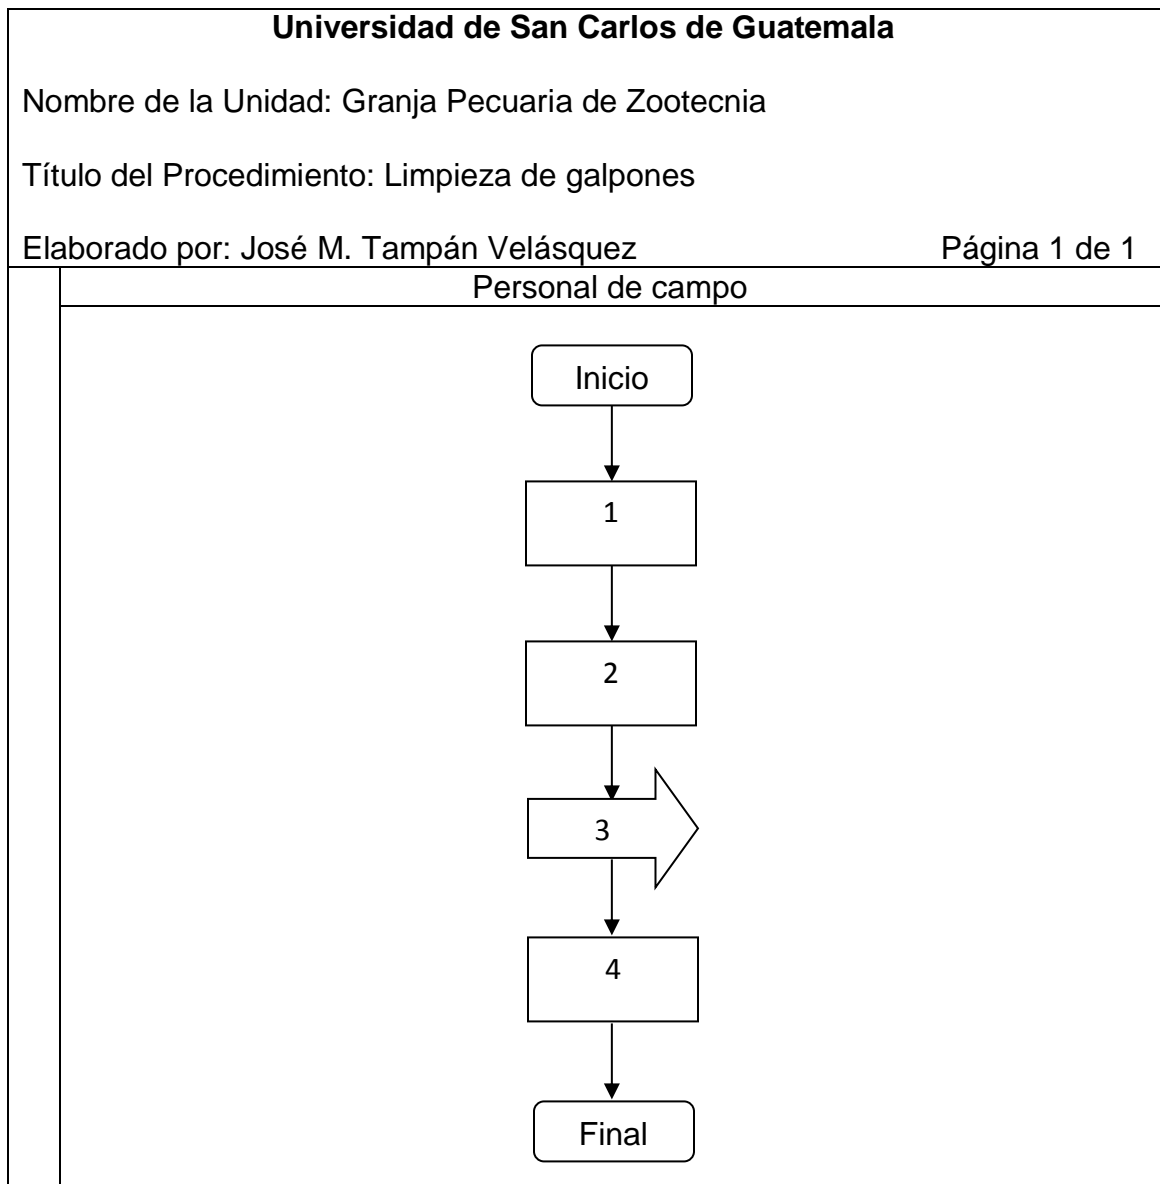 Universidad de San Carlos de Guatemala
Nombre de la Unidad: Granja Pecuaria de Zootecnia
Título del Procedimiento: Limpieza de galpones
Elaborado por: José M. Tampán Velásquez Página 1 de 1
Personal de campo
Inicio
1
2
3
4
Final